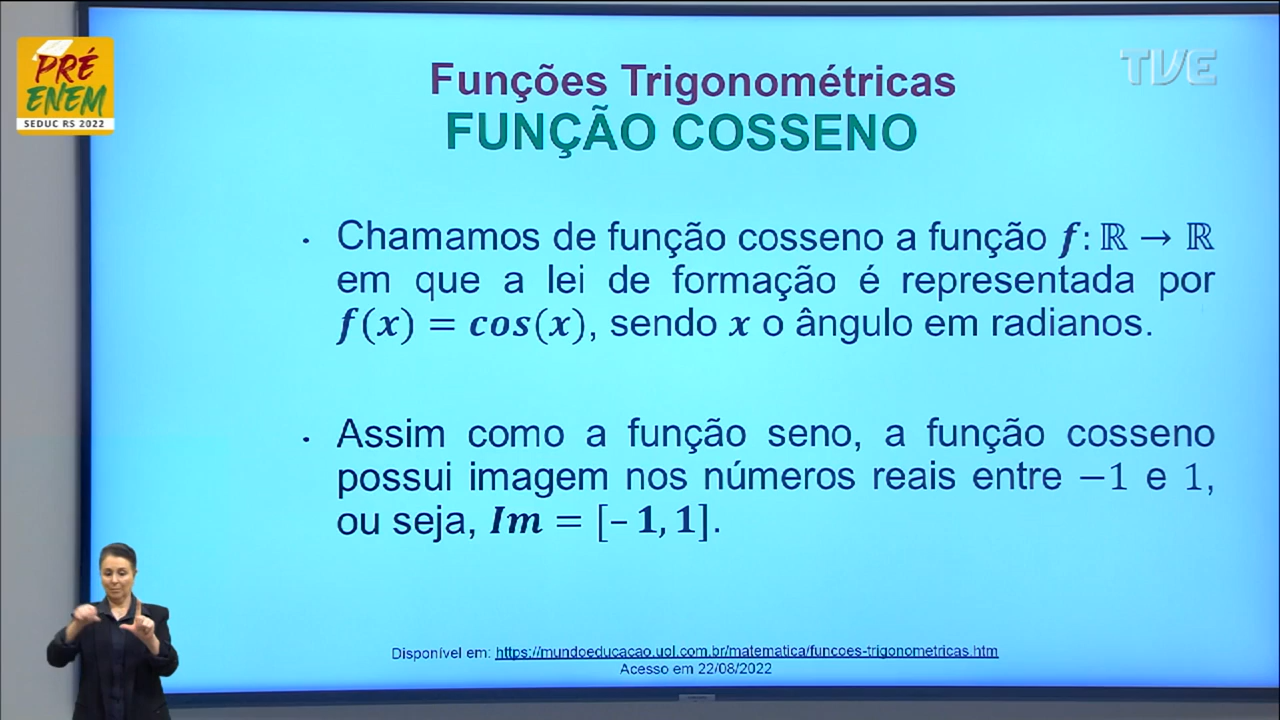 PRÉ
ENEM
SEDUC RS 2022
TVE
Funções Trigonométricas
FUNÇÃO COSSENO
• Chamamos de função cosseno a função f: ℝ → ℝ
em que a lei de formação é representada por
f(x) = cos(x), sendo x o ângulo em radianos.
• Assim como a função seno, a função cosseno
possui imagem nos números reais entre −1 e 1,
ou seja, Im = [– 1, 1].
Disponível em: https://mundoeducacao.uol.com.br/matematica/funcoes-trigonometricas.htm
Acesso em 22/08/2022